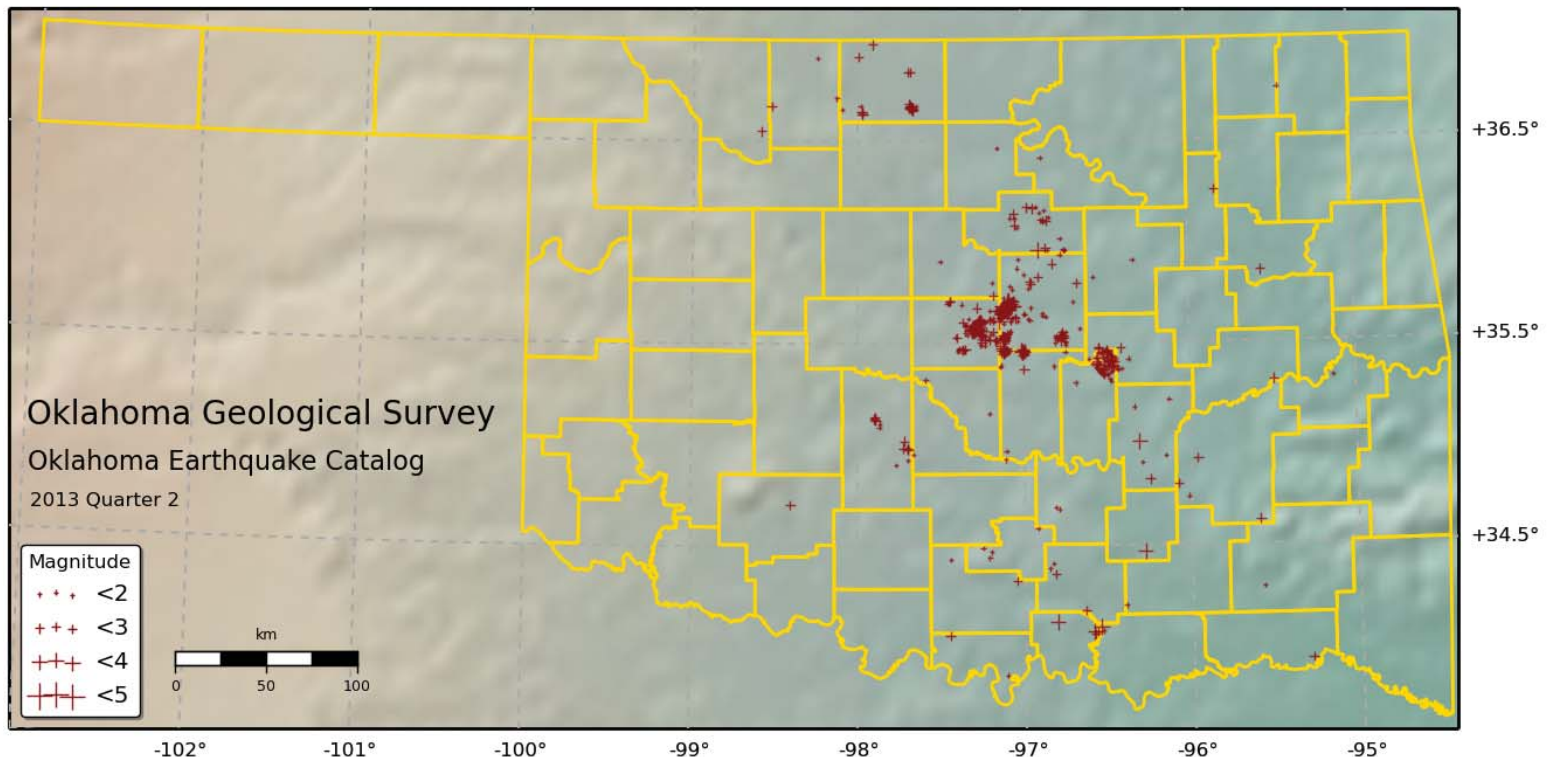 +36.5°
+35.5°
Oklahoma Geological Survey
Oklahoma Earthquake Catalog
2013 Quarter 2
+34.5°
Magnitude
<2
<3
<4
<5
km
0 50 100
-102° -101° -100° -99° -98° -97° -96° -95°